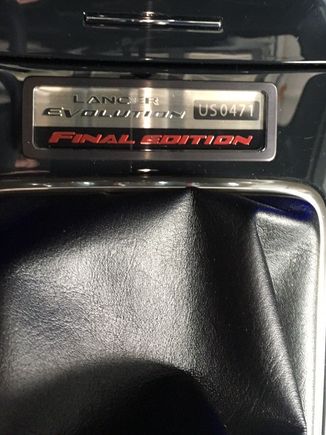 LANCER
EVOLUTION US0471
FINAL EDITION